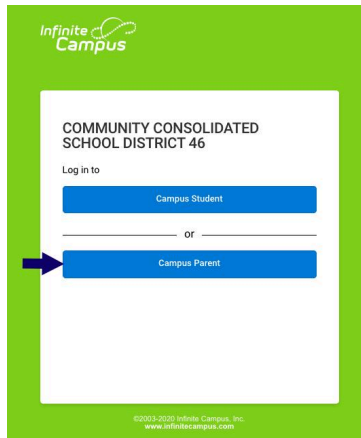 Infinite
Campus
COMMUNITY CONSOLIDATED
SCHOOL DISTRICT 46
Log in to
Campus Student
or
Campus Parent
©2003-2020 Infinite Campus, Inc.
www.infinitecampus.com